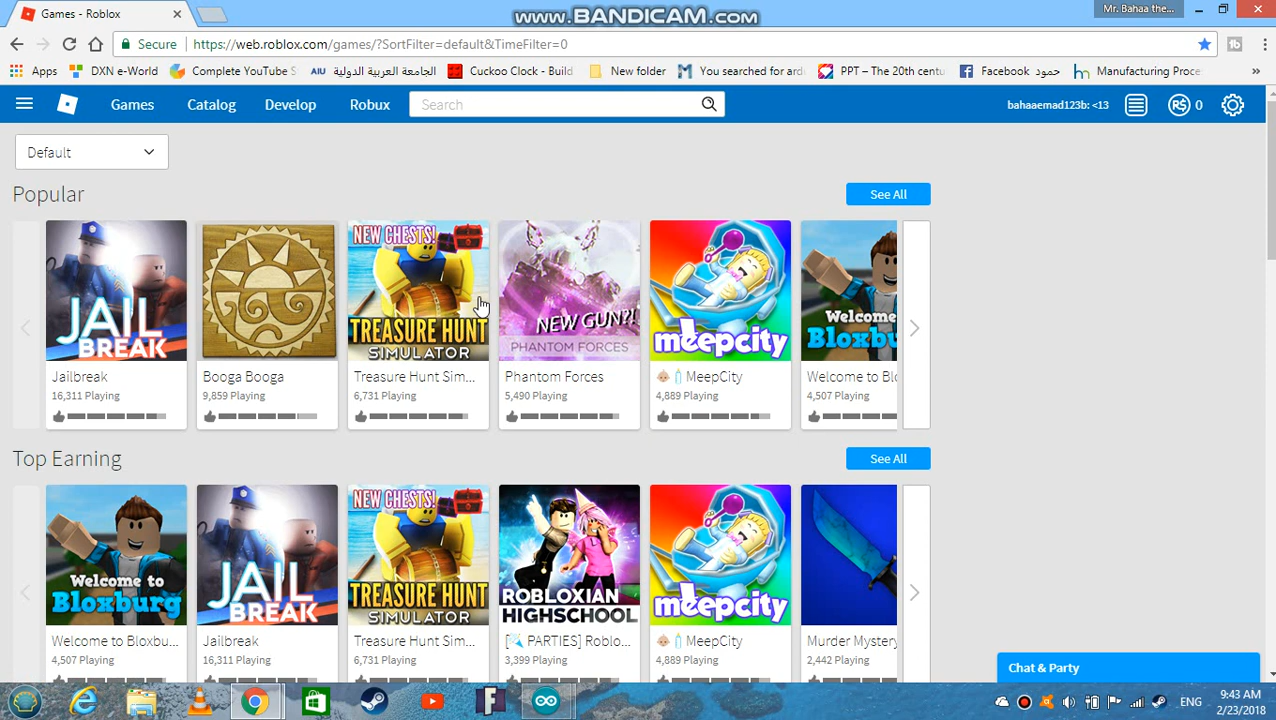 Games - Roblox
www.BANDICAM.com
Mr. Bahaa the...
Secure
https://web.roblox.com/games/?SortFilter=default&TimeFilter=0
Apps
DXN e-World
Complete YouTube S
AIU الجامعة العربية الدولية
Cuckoo Clock - Build
New folder
You searched for ard
PPT – The 20th centu
Facebook حمود
Manufacturing Proce
Games
Catalog
Develop
Robux
Search
bahaaemad123b: <13
R$ 0
Default
Popular
See All
JAIL BREAK
NEW CHESTS!
TREASURE HUNT
SIMULATOR
NEW GUN?!
PHANTOM FORCES
meepcity
Welcome
Bloxbu
Jailbreak
Booga Booga
Treasure Hunt Sim...
Phantom Forces
MeepCity
Welcome to Blo
16,311 Playing
9,859 Playing
6,731 Playing
5,490 Playing
4,889 Playing
4,507 Playing
Top Earning
See All
Welcome to
Bloxburg
JAIL BREAK
NEW CHESTS!
TREASURE HUNT
SIMULATOR
ROBLOXIAN
HIGHSCHOOL
meepcity
Welcome to Bloxbu...
Jailbreak
Treasure Hunt Sim...
[ PARTIES] Roblo...
MeepCity
Murder Mystery
4,507 Playing
16,311 Playing
6,731 Playing
3,399 Playing
4,889 Playing
2,442 Playing
Chat & Party
ENG
9:43 AM
2/23/2018